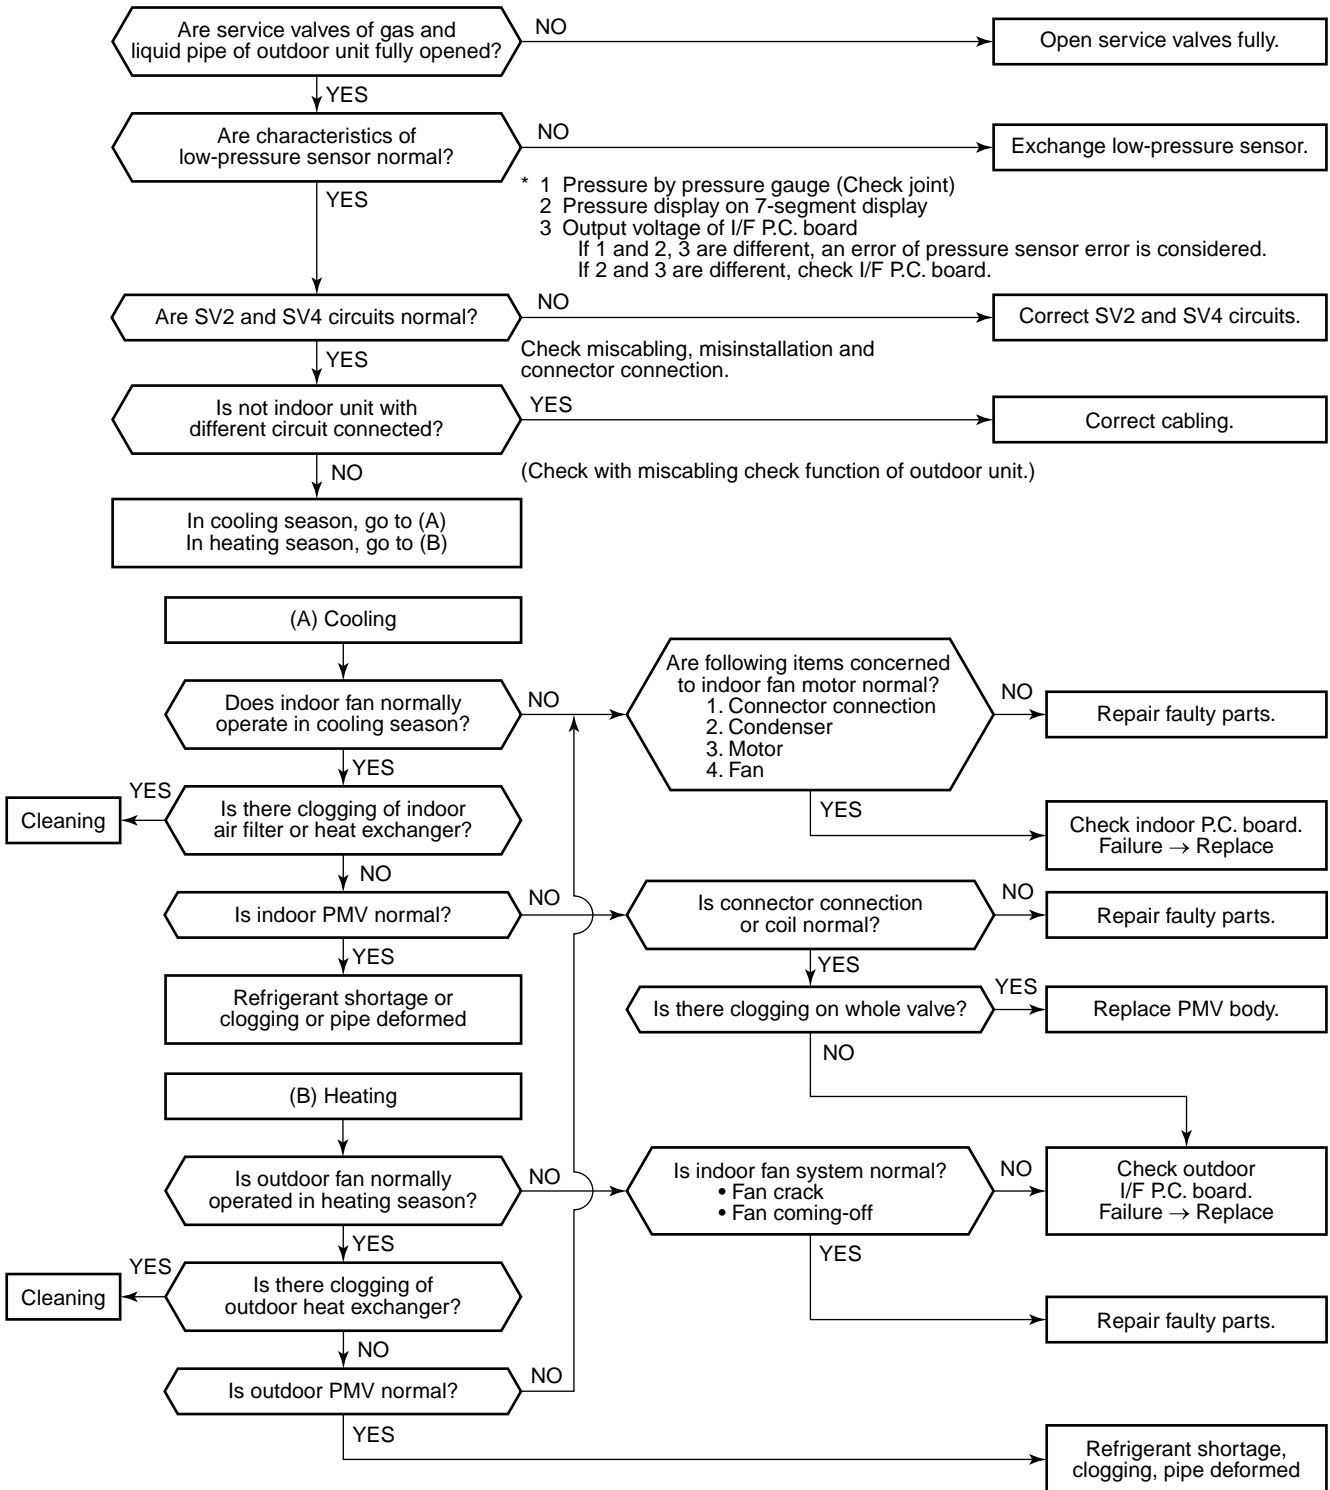 Are service valves of gas and
liquid pipe of outdoor unit fully opened?
NO
Open service valves fully.
YES
Are characteristics of
low-pressure sensor normal?
NO
Exchange low-pressure sensor.
YES
* 1 Pressure by pressure gauge (Check joint)
2 Pressure display on 7-segment display
3 Output voltage of I/F P.C. board
If 1 and 2, 3 are different, an error of pressure sensor error is considered.
If 2 and 3 are different, check I/F P.C. board.
Are SV2 and SV4 circuits normal?
NO
Correct SV2 and SV4 circuits.
YES
Check miscabling, misinstallation and
connector connection.
Is not indoor unit with
different circuit connected?
YES
Correct cabling.
NO
(Check with miscabling check function of outdoor unit.)
In cooling season, go to (A)
In heating season, go to (B)
(A) Cooling
Does indoor fan normally
operate in cooling season?
NO
Are following items concerned
to indoor fan motor normal?
1. Connector connection
2. Condenser
3. Motor
4. Fan
NO
Repair faulty parts.
YES
YES
Check indoor P.C. board.
Failure → Replace
Is there clogging of indoor
air filter or heat exchanger?
YES
Cleaning
NO
Is indoor PMV normal?
NO
Is connector connection
or coil normal?
NO
Repair faulty parts.
YES
YES
Refrigerant shortage or
clogging or pipe deformed
Is there clogging on whole valve?
YES
Replace PMV body.
NO
(B) Heating
Is outdoor fan normally
operated in heating season?
NO
Is indoor fan system normal?
• Fan crack
• Fan coming-off
NO
Check outdoor
I/F P.C. board.
Failure → Replace
YES
YES
Repair faulty parts.
Is there clogging of
outdoor heat exchanger?
YES
Cleaning
NO
Is outdoor PMV normal?
NO
YES
Refrigerant shortage,
clogging, pipe deformed